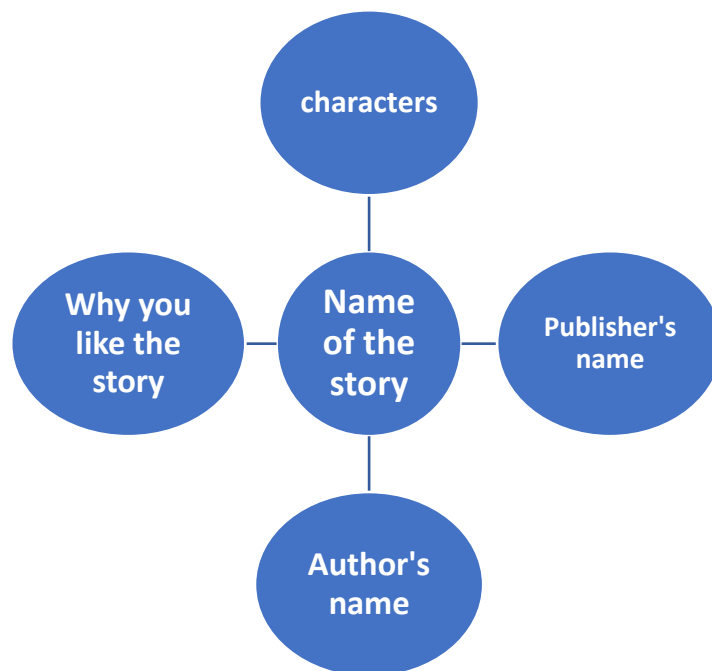 characters
Why you
like the
story
Name
of the
story
Publisher's
name
Author's
name